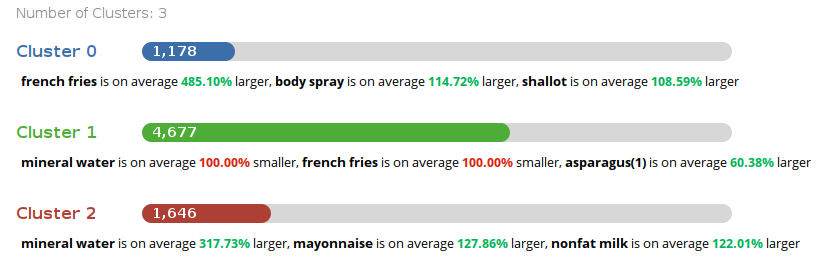 Number of Clusters: 3
Cluster 0 1,178
french fries is on average 485.10% larger, body spray is on average 114.72% larger, shallot is on average 108.59% larger
Cluster 1 4,677
mineral water is on average 100.00% smaller, french fries is on average 100.00% smaller, asparagus(1) is on average 60.38% larger
Cluster 2 1,646
mineral water is on average 317.73% larger, mayonnaise is on average 127.86% larger, nonfat milk is on average 122.01% larger